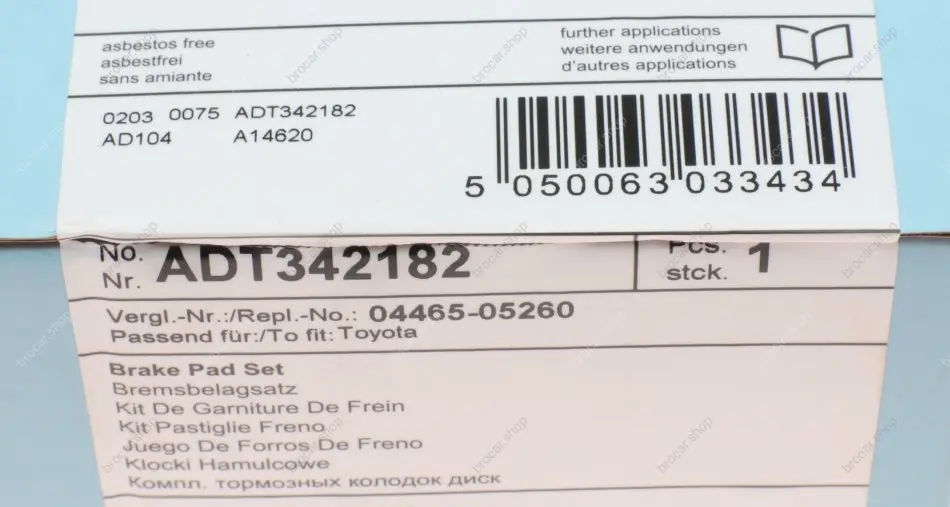 asbestos free
asbestfrei
sans amiante
further applications
weitere anwendungen
d'autres applications
0203 0075 ADT342182
AD104 A14620
5 050063 033434
No.
Nr. ADT342182
Pcs.
stck. 1
Vergl.-Nr.:/Repl.-No.: 04465-05260
Passend für:/To fit: Toyota
Brake Pad Set
Bremsbelagsatz
Kit De Garniture De Frein
Kit Pastiglie Freno
Juego De Forros De Freno
Klocki Hamulcowe
Компл. тормозных колодок диск
brocar.shop